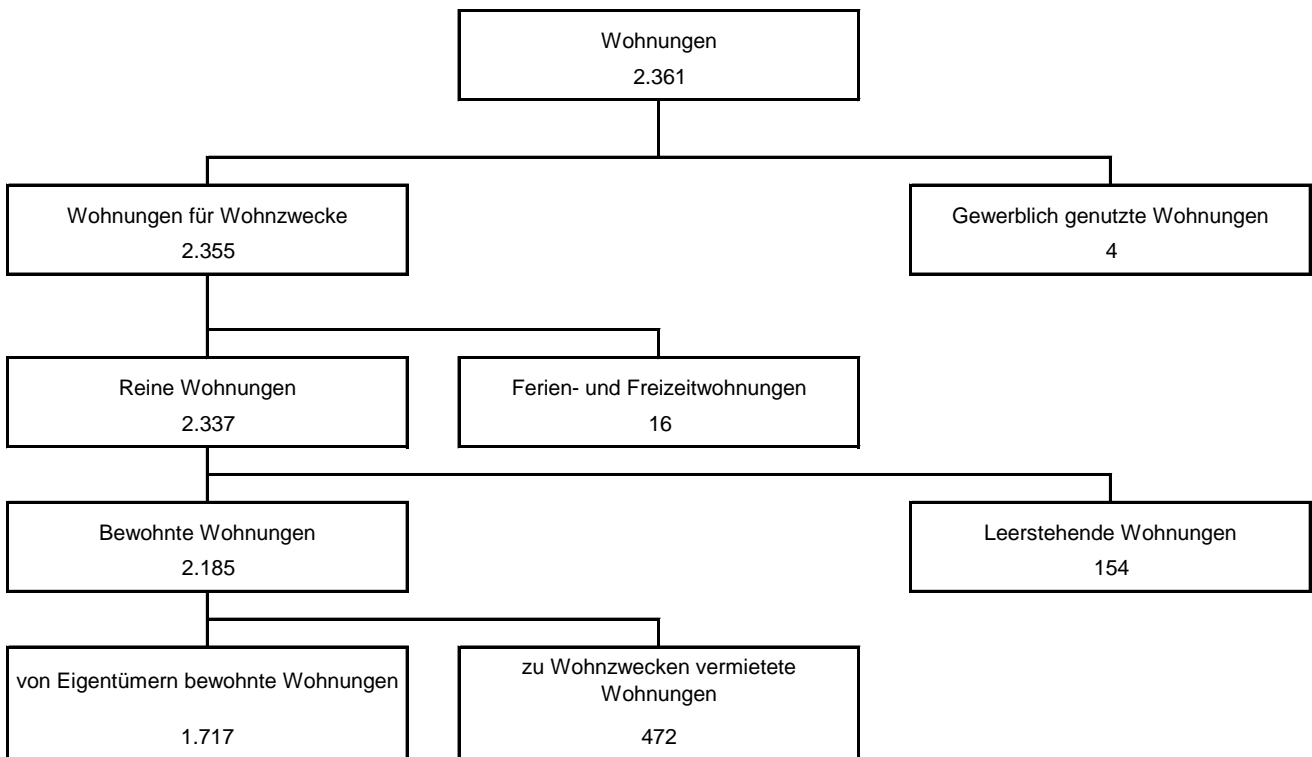 Wohnungen
2.361
Wohnungen für Wohnzwecke
2.355
Gewerblich genutzte Wohnungen
4
Reine Wohnungen
2.337
Ferien- und Freizeitwohnungen
16
Bewohnte Wohnungen
2.185
Leerstehende Wohnungen
154
von Eigentümern bewohnte Wohnungen
1.717
zu Wohnzwecken vermietete
Wohnungen
472